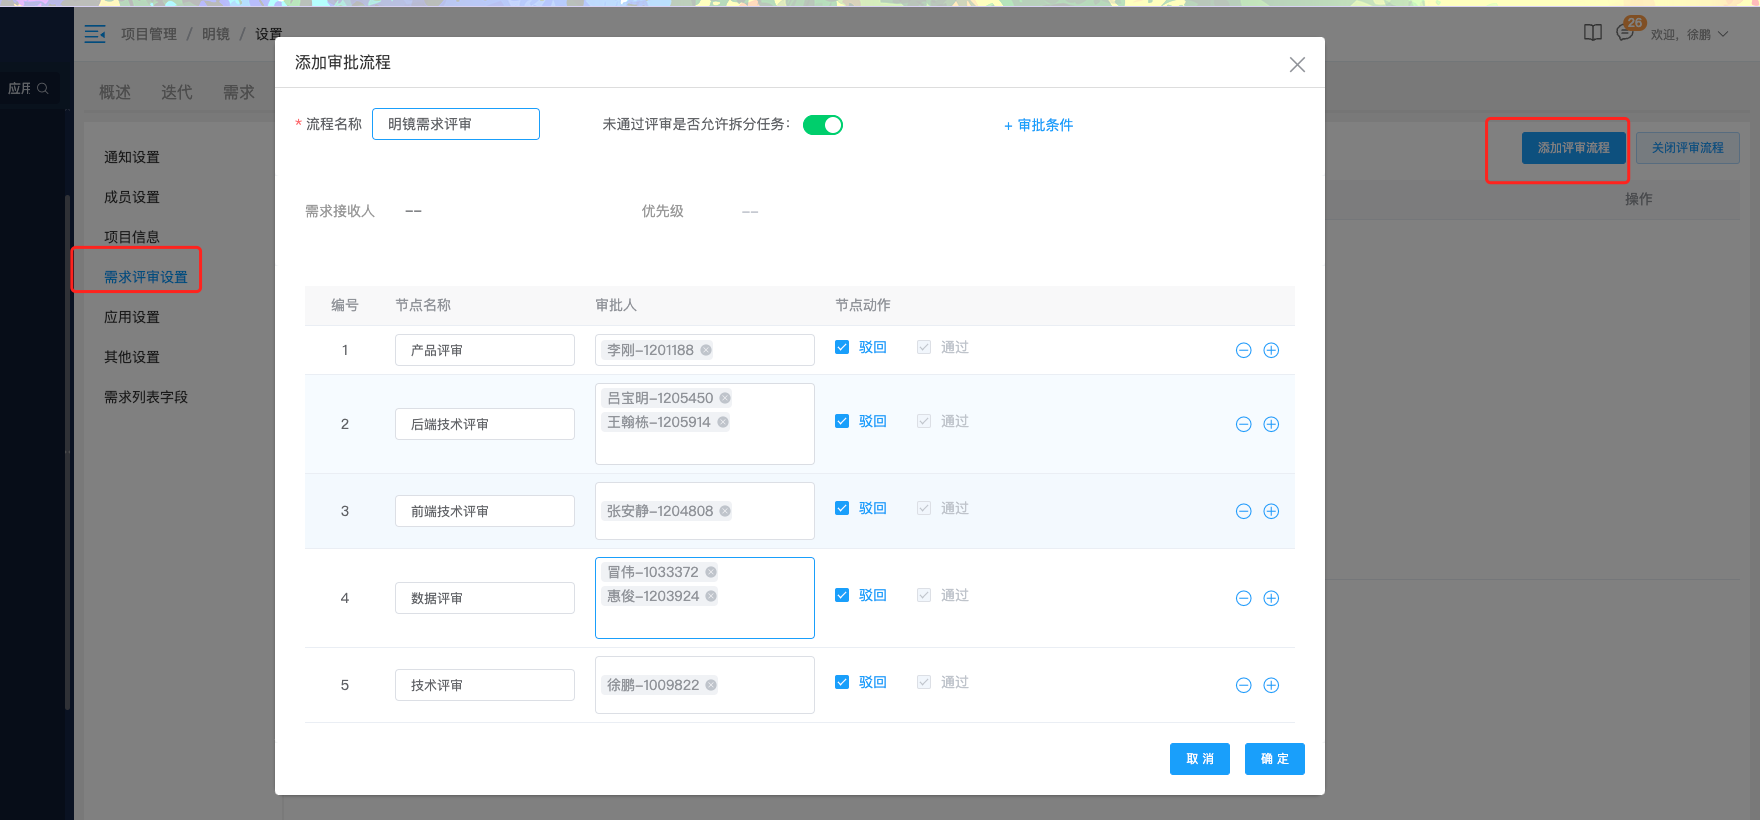 项目管理 / 明镜 / 设置
26
欢迎, 徐鹏
应用
概述 迭代 需求
通知设置
成员设置
项目信息
需求评审设置
应用设置
其他设置
需求列表字段
添加评审流程 关闭评审流程
操作
添加审批流程
* 流程名称 明镜需求评审 未通过评审是否允许拆分任务: + 审批条件
需求接收人 -- 优先级 --
编号 节点名称 审批人 节点动作
1 产品评审 李刚-1201188 驳回 通过
2 后端技术评审 吕宝明-1205450 王翰栋-1205914 驳回 通过
3 前端技术评审 张安静-1204808 驳回 通过
4 数据评审 冒伟-1033372 惠俊-1203924 驳回 通过
5 技术评审 徐鹏-1009822 驳回 通过
取消 确定